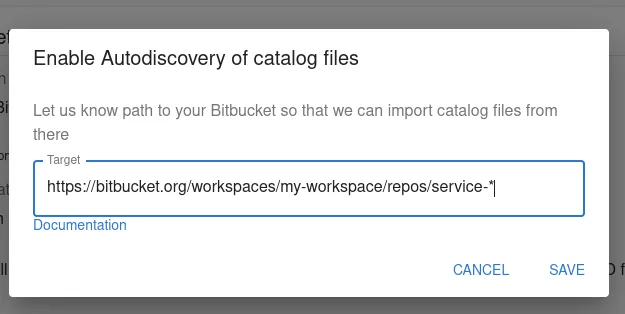 Enable Autodiscovery of catalog files
Let us know path to your Bitbucket so that we can import catalog files from
there
Target
https://bitbucket.org/workspaces/my-workspace/repos/service-*
Documentation
CANCEL SAVE